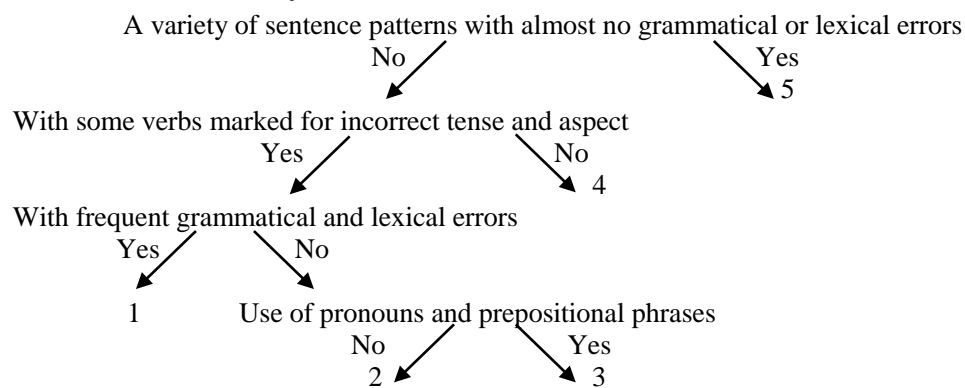 A variety of sentence patterns with almost no grammatical or lexical errors
No Yes
5
With some verbs marked for incorrect tense and aspect
Yes No
4
With frequent grammatical and lexical errors
Yes No
1 Use of pronouns and prepositional phrases
No Yes
2 3